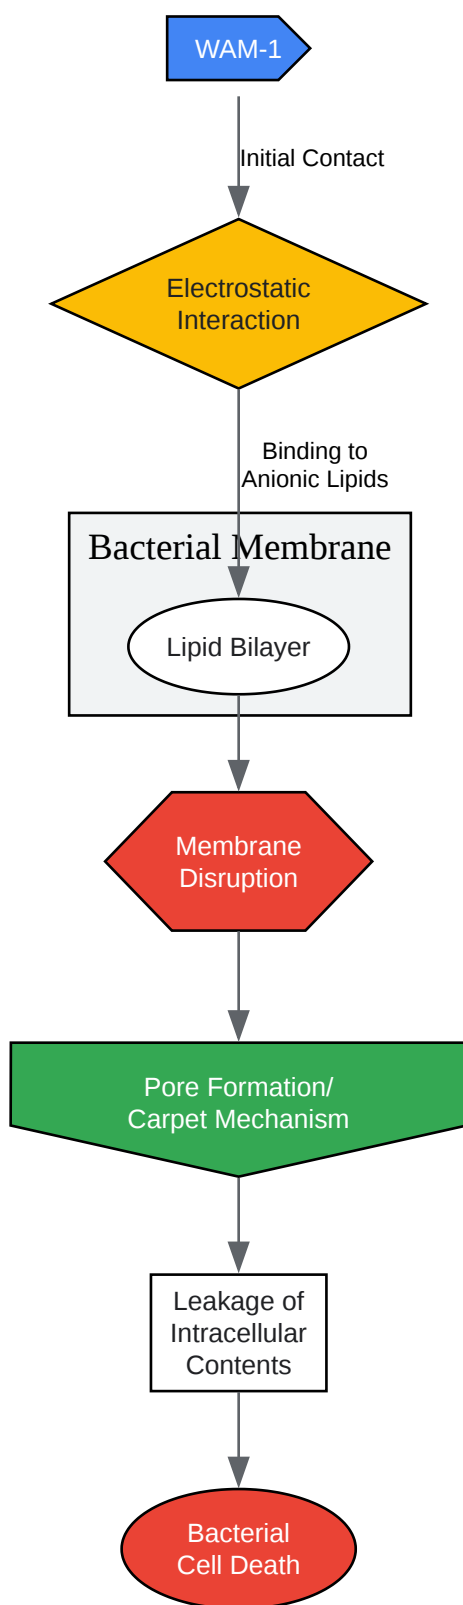 WAM-1
Initial Contact
Electrostatic
Interaction
Binding to
Anionic Lipids
Bacterial Membrane
Lipid Bilayer
Membrane
Disruption
Pore Formation/
Carpet Mechanism
Leakage of
Intracellular
Contents
Bacterial
Cell Death